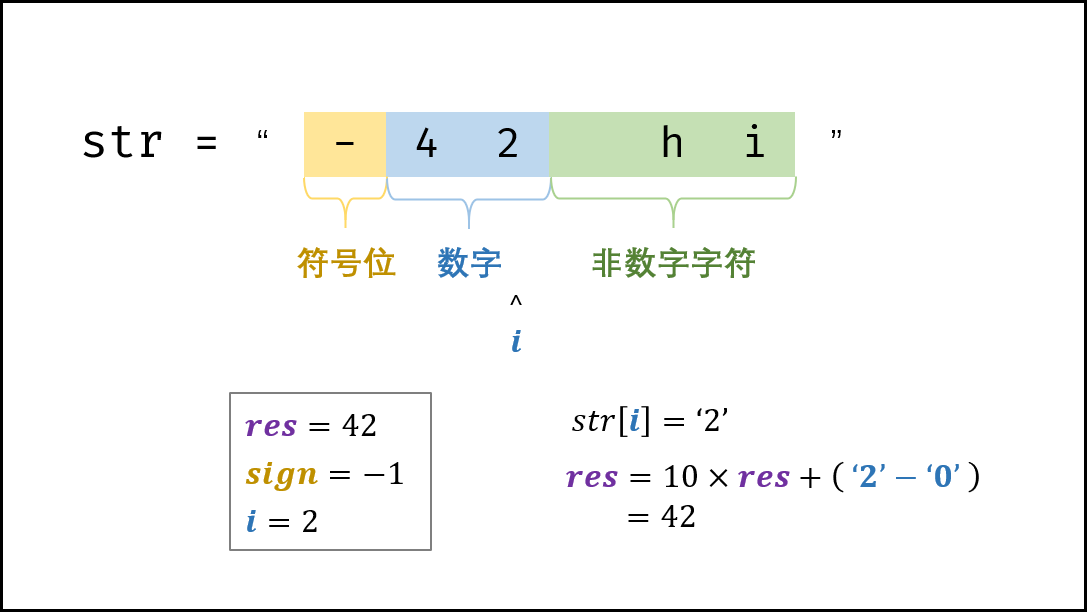 str = “ - 4 2   h i ”
符号位 数字 非数字字符
^
i
res = 42
sign = −1
i = 2
str[i] = ‘2’
res = 10 × res + ( ‘2’ − ‘0’ )
= 42